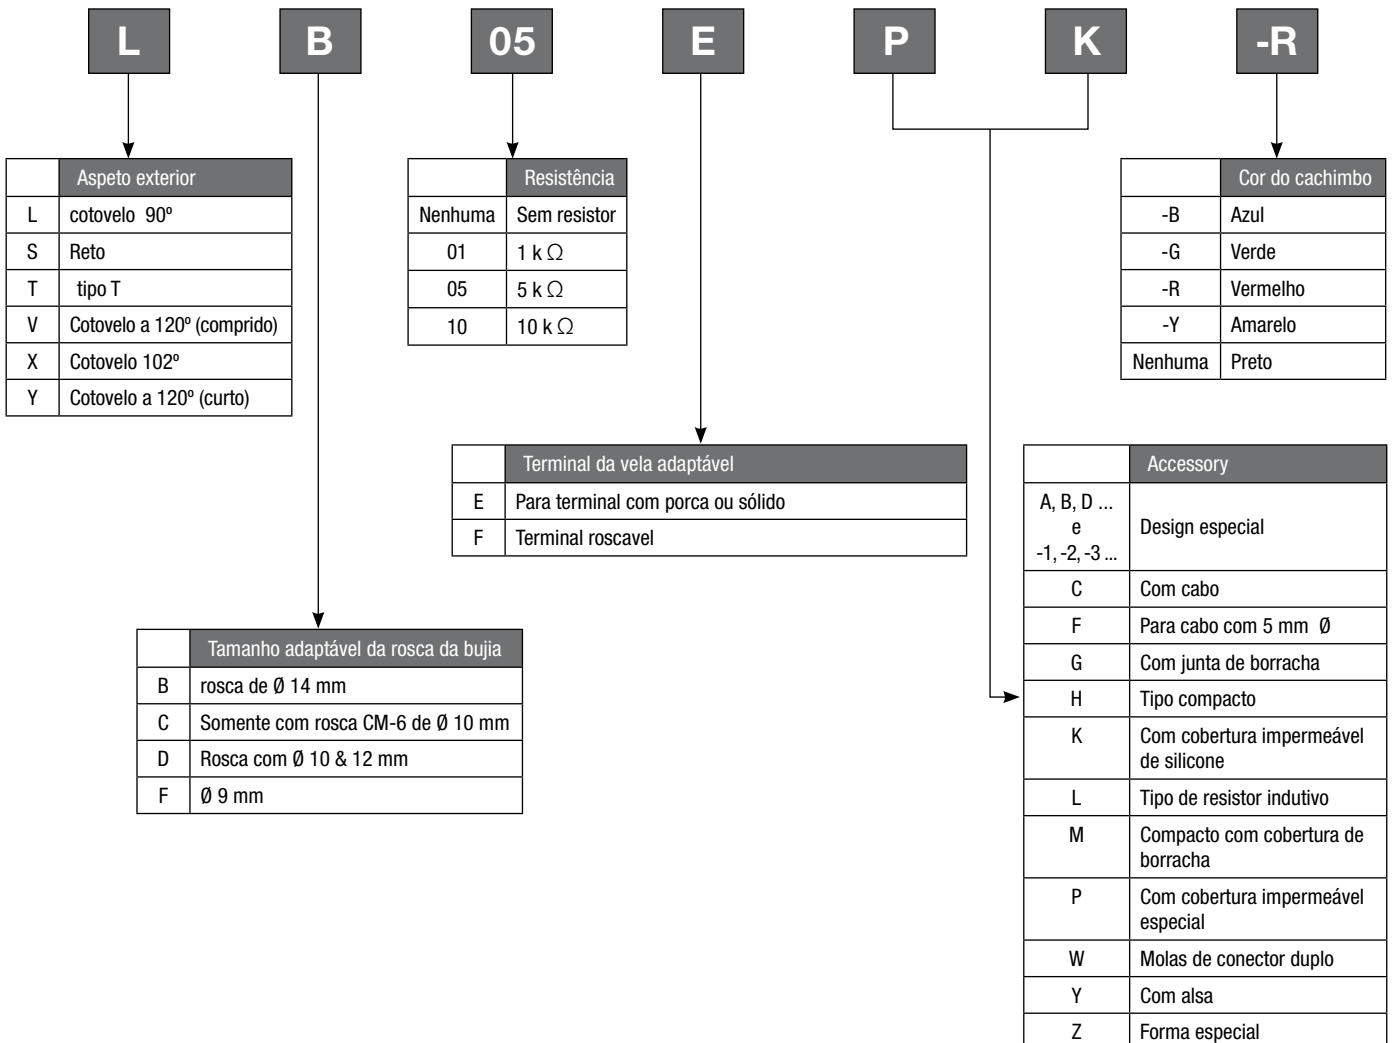 L B 05 E P K -R
Aspeto exterior
L cotovelo 90º
S Reto
T tipo T
V Cotovelo a 120º (comprido)
X Cotovelo 102º
Y Cotovelo a 120º (curto)
Resistência
Nenhuma Sem resistor
01 1 k Ω
05 5 k Ω
10 10 k Ω
Cor do cachimbo
-B Azul
-G Verde
-R Vermelho
-Y Amarelo
Nenhuma Preto
Terminal da vela adaptável
E Para terminal com porca ou sólido
F Terminal roscavel
Tamanho adaptável da rosca da bujia
B rosca de Ø 14 mm
C Somente com rosca CM-6 de Ø 10 mm
D Rosca com Ø 10 & 12 mm
F Ø 9 mm
Accessory
A, B, D ...
e
-1, -2, -3 ...
Design especial
C Com cabo
F Para cabo com 5 mm Ø
G Com junta de borracha
H Tipo compacto
K Com cobertura impermeável
de silicone
L Tipo de resistor indutivo
M Compacto com cobertura de
borracha
P Com cobertura impermeável
especial
W Molas de conector duplo
Y Com alsa
Z Forma especial